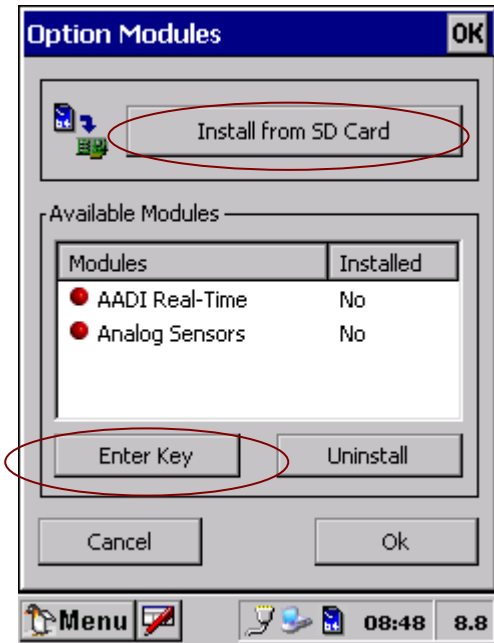 Option Modules OK
Install from SD Card
Available Modules
Modules Installed
AADI Real-Time No
Analog Sensors No
Enter Key Uninstall
Cancel Ok
Menu 08:48 8.8